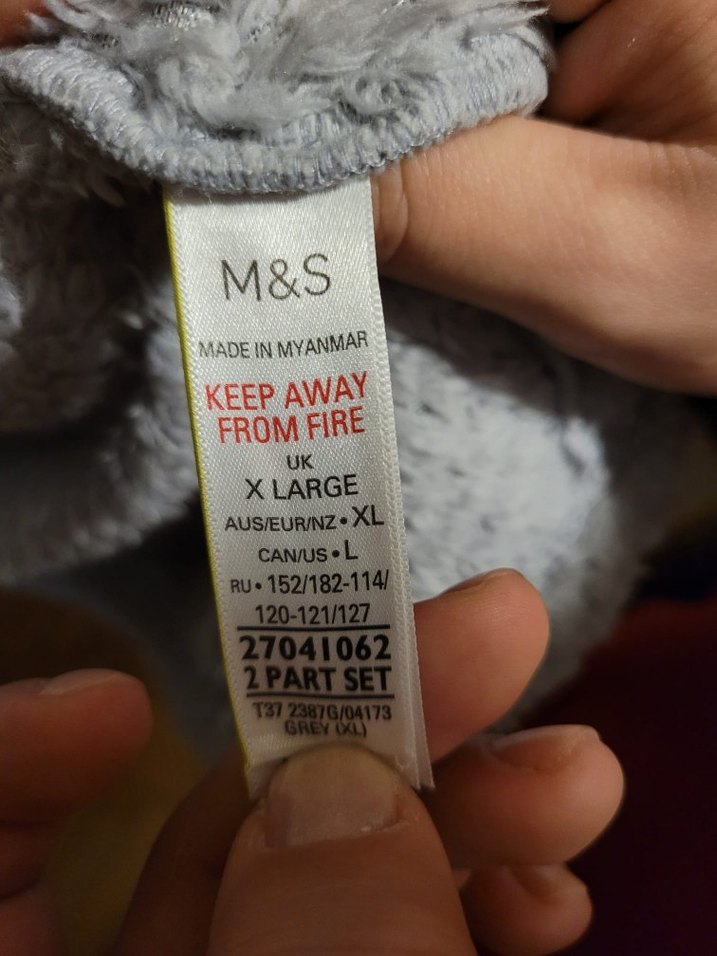 M&S
MADE IN MYANMAR
KEEP AWAY
FROM FIRE
UK
X LARGE
AUS/EUR/NZ•XL
CAN/US•L
RU•152/182-114/
120-121/127
27041062
2 PART SET
T37 2387G/04173
GREY (XL)